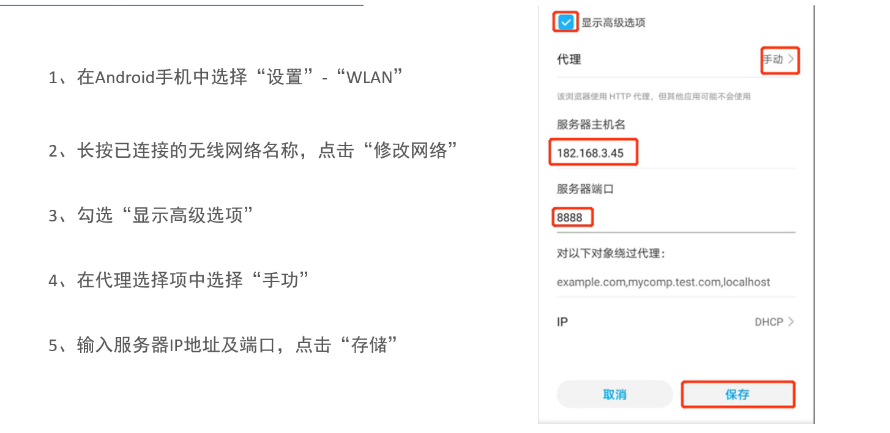 1、在Android手机中选择“设置”-“WLAN”
2、长按已连接的无线网络名称，点击“修改网络”
3、勾选“显示高级选项”
4、在代理选择项中选择“手功”
5、输入服务器IP地址及端口，点击“存储”
显示高级选项
代理 手动
该浏览器使用 HTTP 代理，但其他应用可能不会使用
服务器主机名
182.168.3.45
服务器端口
8888
对以下对象绕过代理：
example.com,mycomp.test.com,localhost
IP DHCP
取消 保存